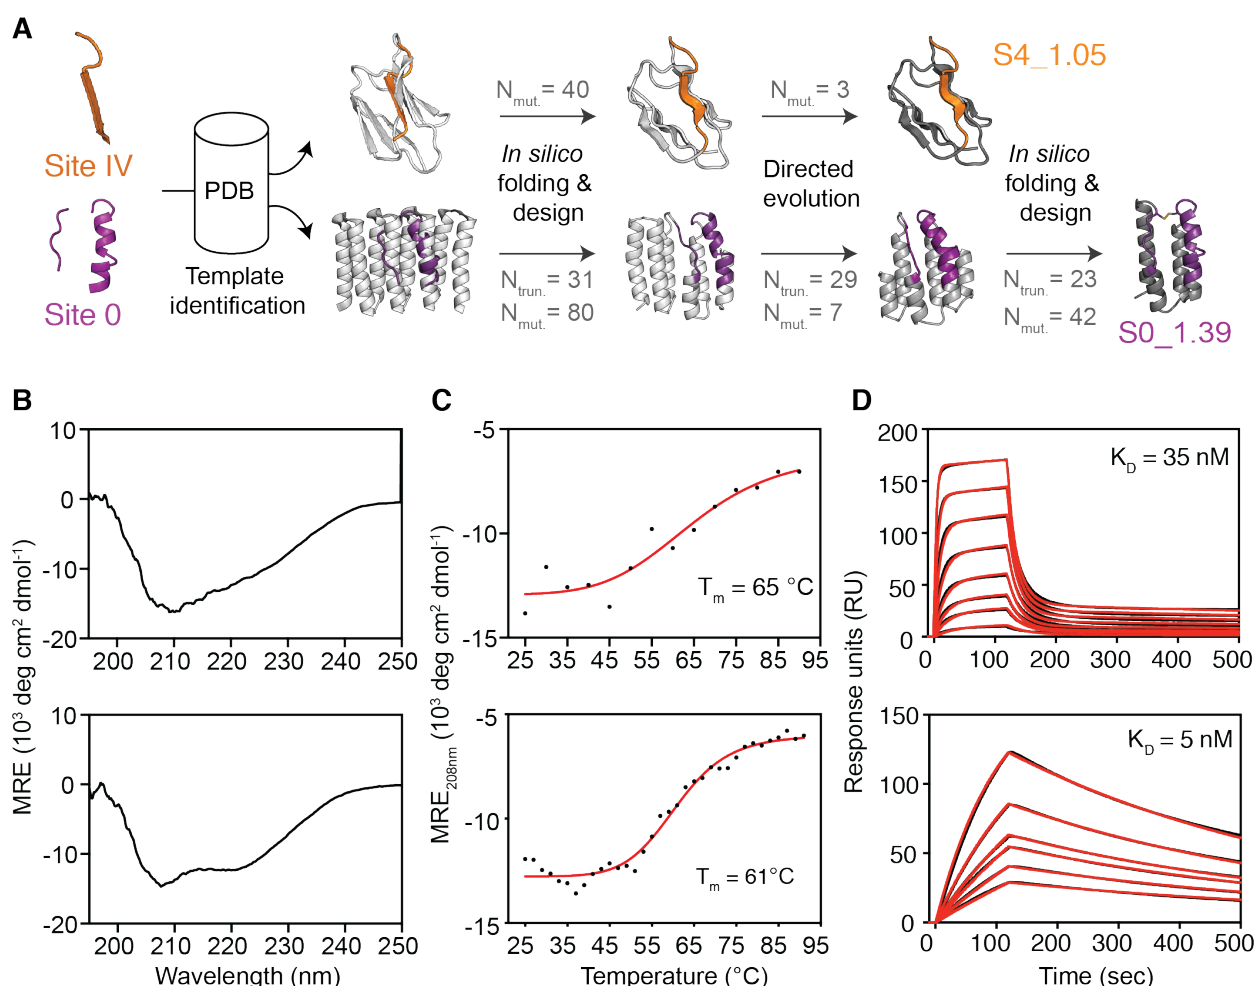 A
Site IV
Site 0
PDB
Template
identification
Nmut.= 40
In silico
folding &
design
Ntrun.= 31
Nmut.= 80
Nmut.= 3
Directed
evolution
Ntrun.= 29
Nmut.= 7
S4_1.05
In silico
folding &
design
Ntrun.= 23
Nmut.= 42
S0_1.39
B
MRE (10³ deg cm² dmol⁻¹)
10
0
-10
-20
200 210 220 230 240 250
10
0
-10
-20
200 210 220 230 240 250
Wavelength (nm)
C
MRE208nm (10³ deg cm² dmol⁻¹)
-5
-10
-15
Tm = 65 °C
25 35 45 55 65 75 85 95
-5
-10
-15
Tm = 61°C
25 35 45 55 65 75 85 95
Temperature (°C)
D
Response units (RU)
200
150
100
50
0
KD = 35 nM
0 100 200 300 400 500
150
100
50
0
KD = 5 nM
0 100 200 300 400 500
Time (sec)